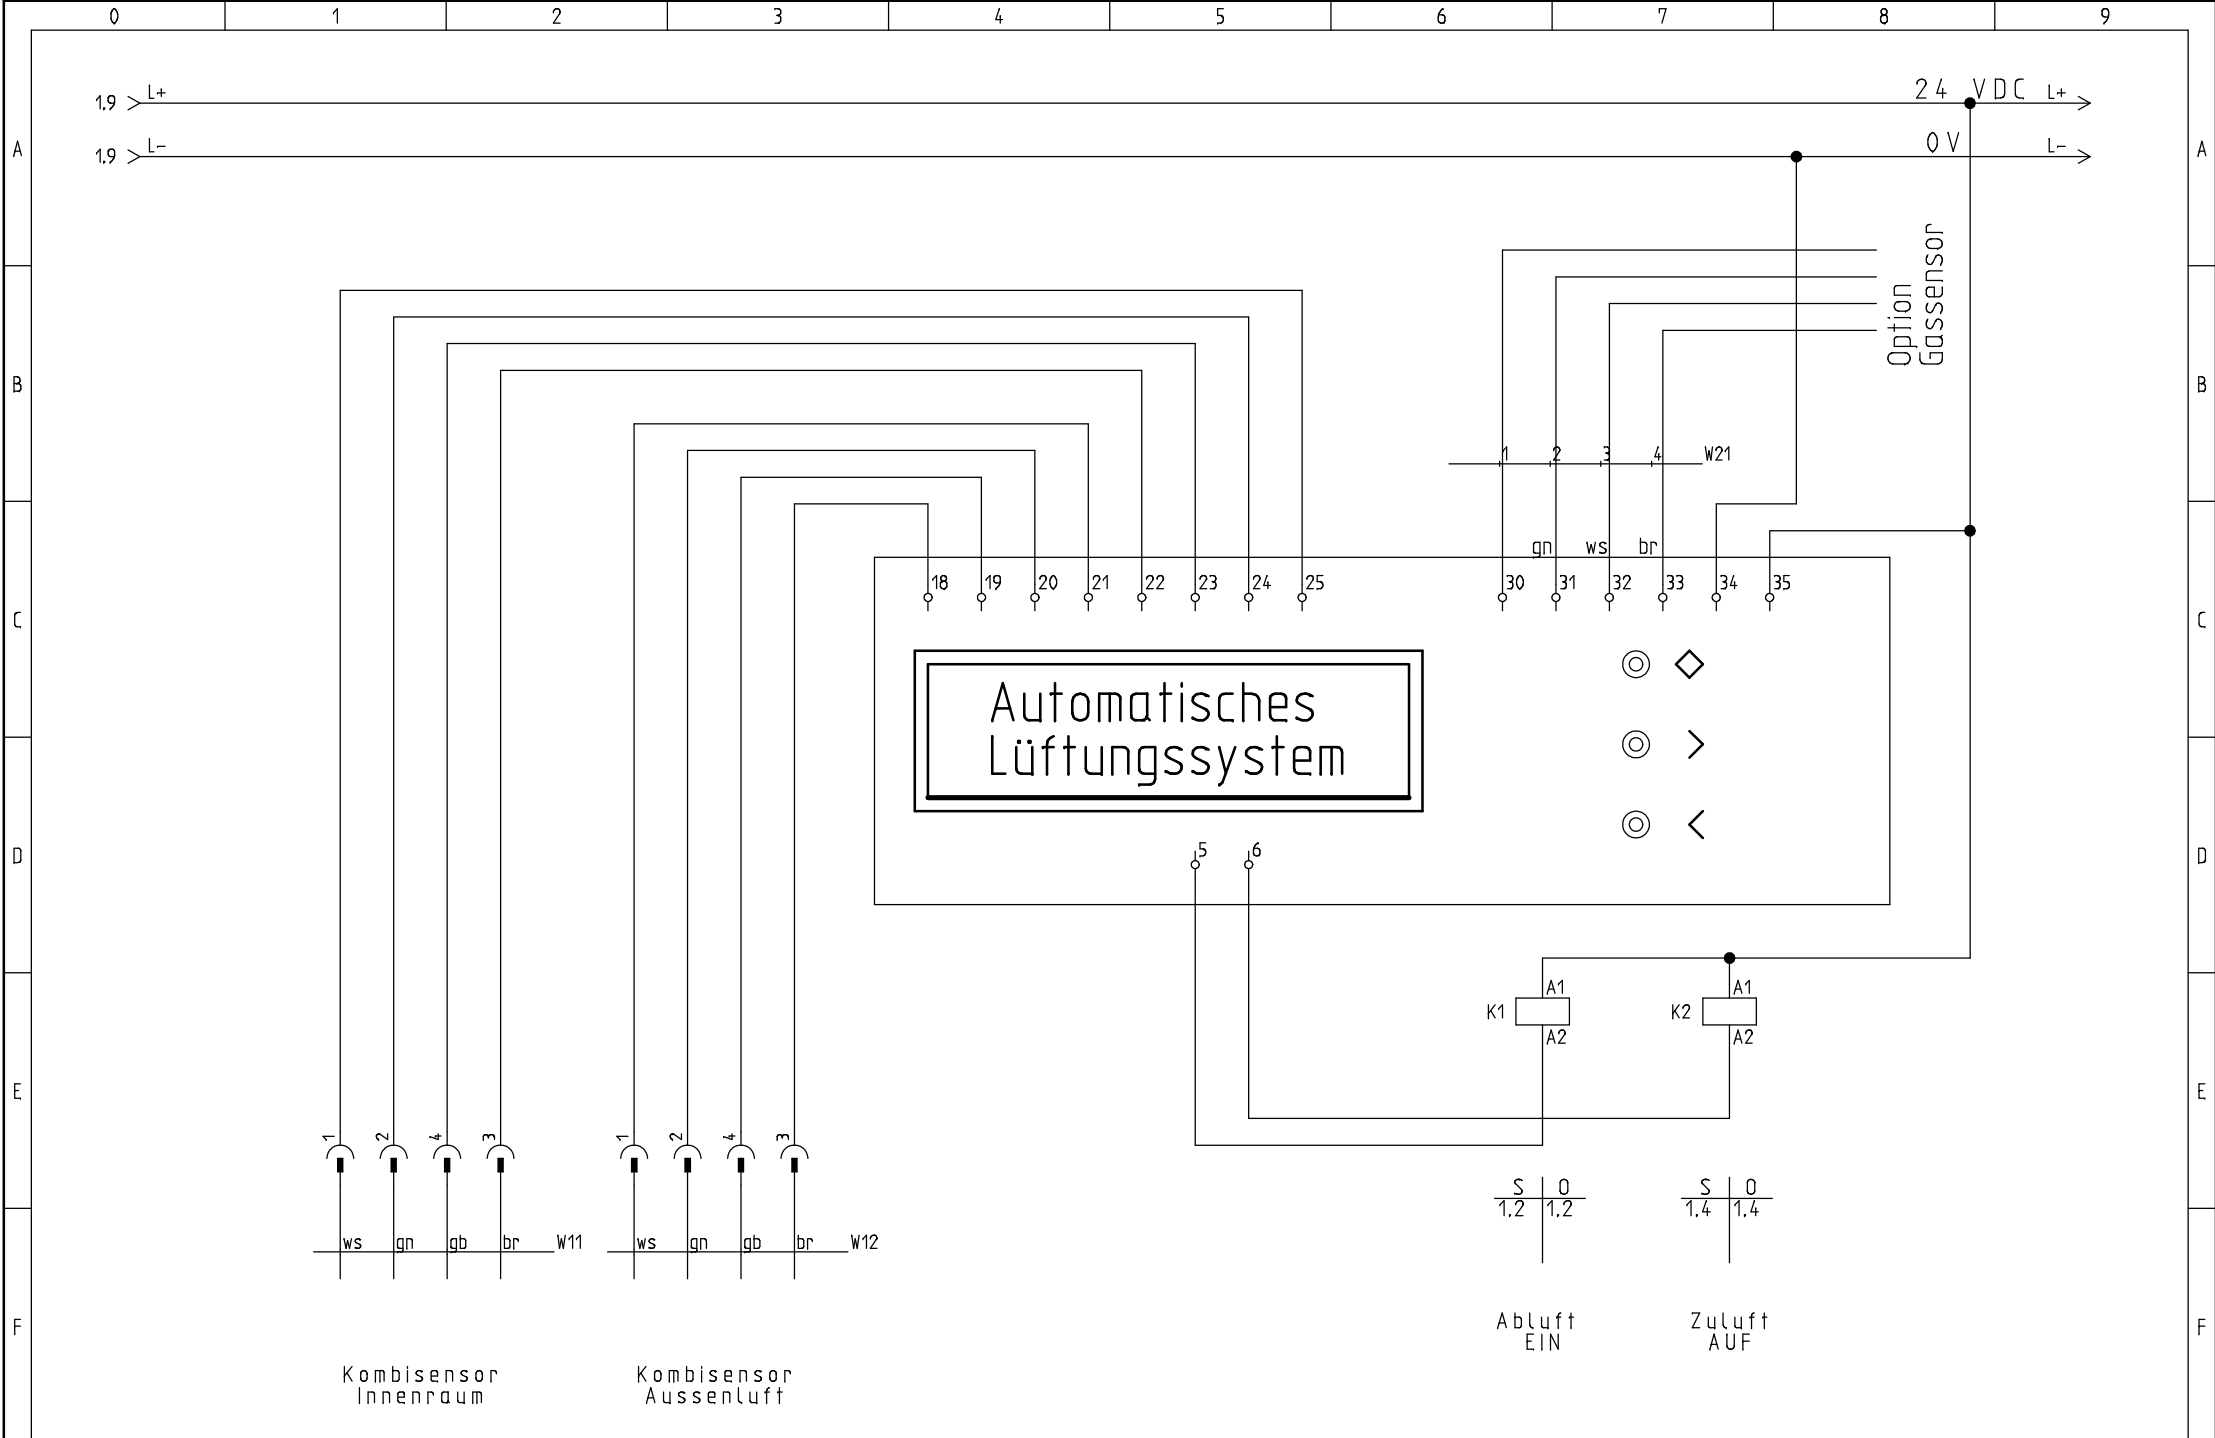 0 1 2 3 4 5 6 7 8 9
1.9 L+ 24 VDC L+
A 1.9 L- 0V L- A
Option
Gassensor
B B
1 2 3 4 W21
gn ws br
18 19 20 21 22 23 24 25 30 31 32 33 34 35
C C
Automatisches
Lüftungssystem
D 5 6 D
A1 A1
K1 K2
A2 A2
E E
1 2 4 3 1 2 4 3
S O S O
1.2 1.2 1.4 1.4
ws gn gb br W11 ws gn gb br W12
F F
Abluft
EIN
Zuluft
AUF
Kombisensor
Innenraum
Kombisensor
Aussenluft